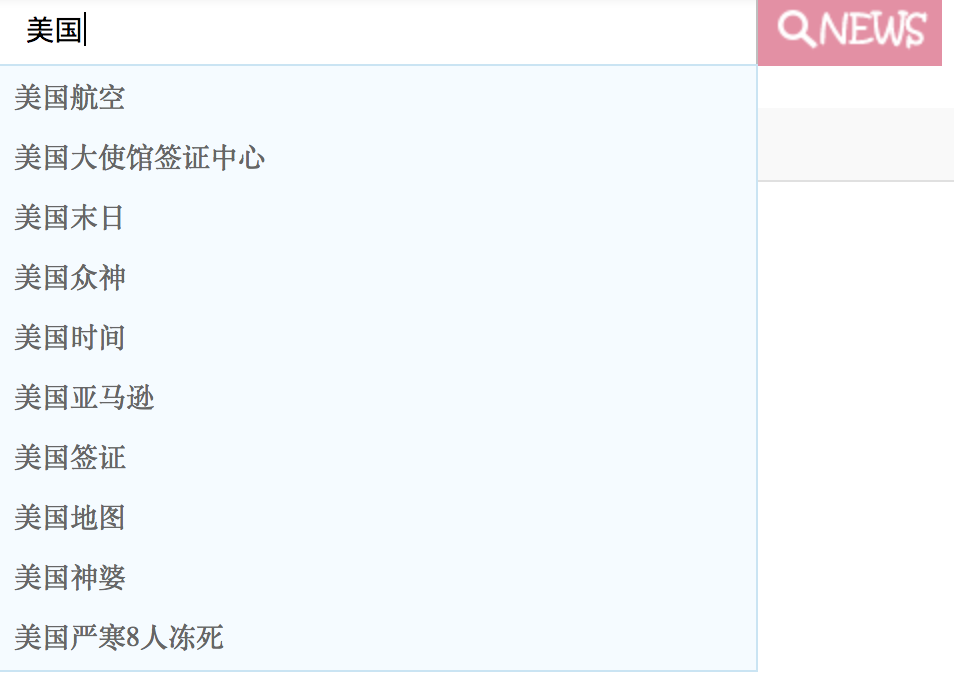 美国
NEWS
美国航空
美国大使馆签证中心
美国末日
美国众神
美国时间
美国亚马逊
美国签证
美国地图
美国神婆
美国严寒8人冻死